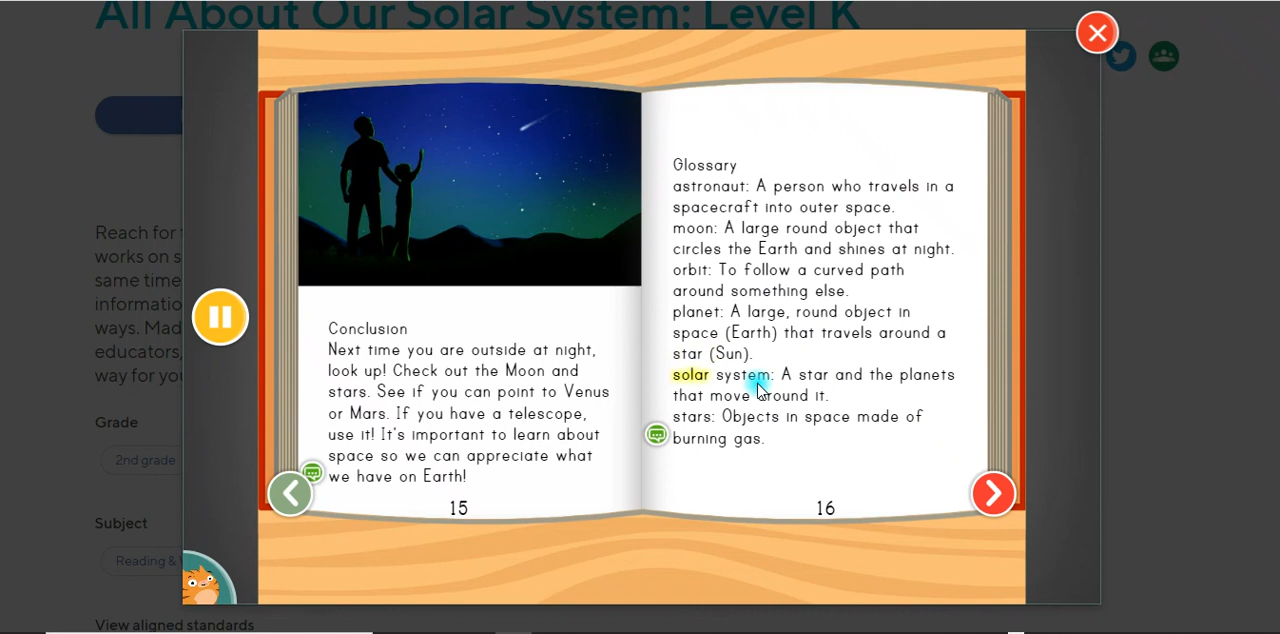 All About Our Solar System: Level K
Reach for
works on s
same time
information
ways. Mad
educators,
way for you
Grade
2nd grade
Subject
Reading &
View aligned standards
Conclusion
Next time you are outside at night,
look up! Check out the Moon and
stars. See if you can point to Venus
or Mars. If you have a telescope,
use it! It's important to learn about
space so we can appreciate what
we have on Earth!
15
Glossary
astronaut: A person who travels in a
spacecraft into outer space.
moon: A large round object that
circles the Earth and shines at night.
orbit: To follow a curved path
around something else.
planet: A large, round object in
space (Earth) that travels around a
star (Sun).
solar system: A star and the planets
that move around it.
stars: Objects in space made of
burning gas.
16